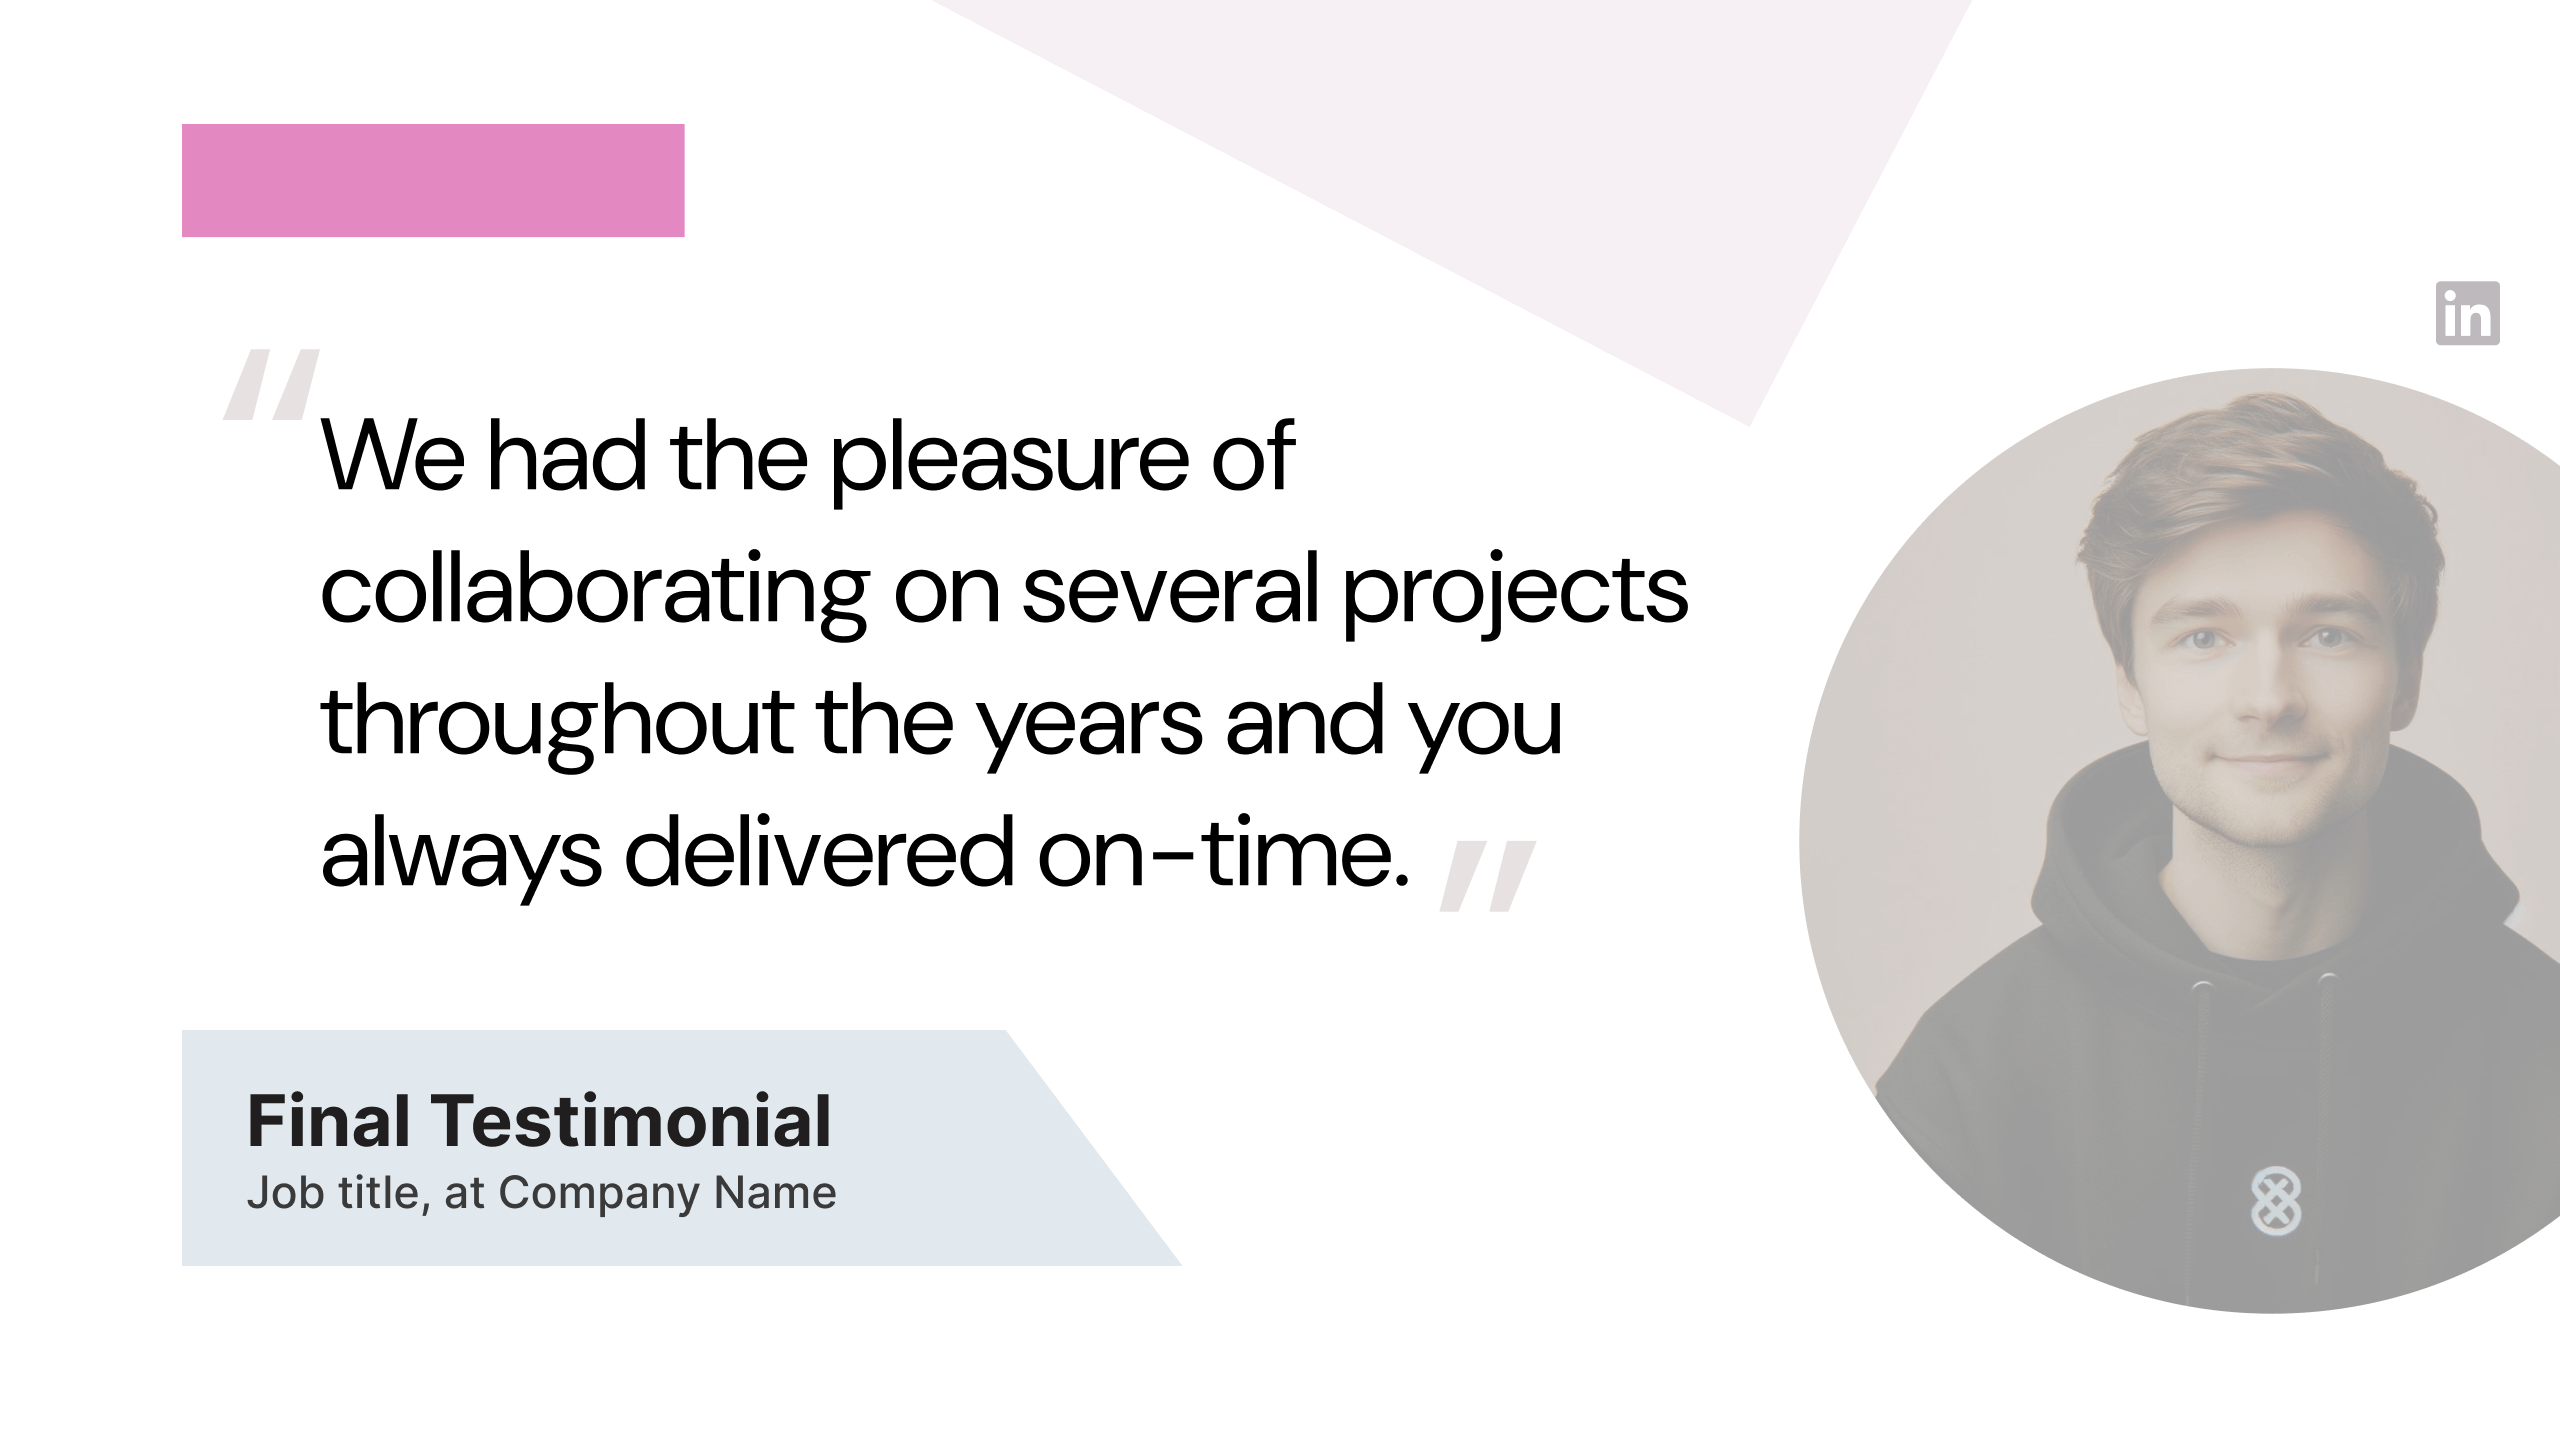 in
“We had the pleasure of
collaborating on several projects
throughout the years and you
always delivered on-time.”
Final Testimonial
Job title, at Company Name